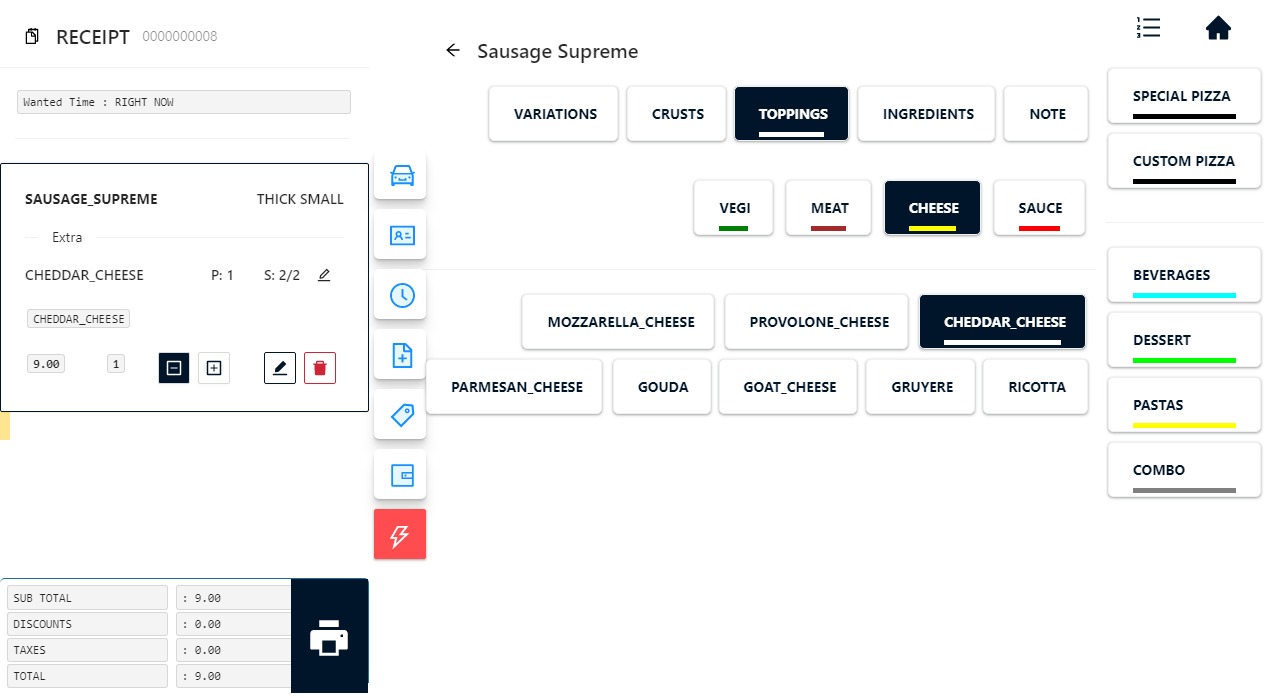 RECEIPT 0000000008
Wanted Time : RIGHT NOW
SAUSAGE_SUPREME THICK SMALL
Extra
CHEDDAR_CHEESE P: 1 S: 2/2
CHEDDAR_CHEESE
9.00 1
SUB TOTAL : 9.00
DISCOUNTS : 0.00
TAXES : 0.00
TOTAL : 9.00
Sausage Supreme
VARIATIONS CRUSTS TOPPINGS INGREDIENTS NOTE
VEGI MEAT CHEESE SAUCE
MOZZARELLA_CHEESE PROVOLONE_CHEESE CHEDDAR_CHEESE
PARMESAN_CHEESE GOUDA GOAT_CHEESE GRUYERE RICOTTA
SPECIAL PIZZA
CUSTOM PIZZA
BEVERAGES
DESSERT
PASTAS
COMBO